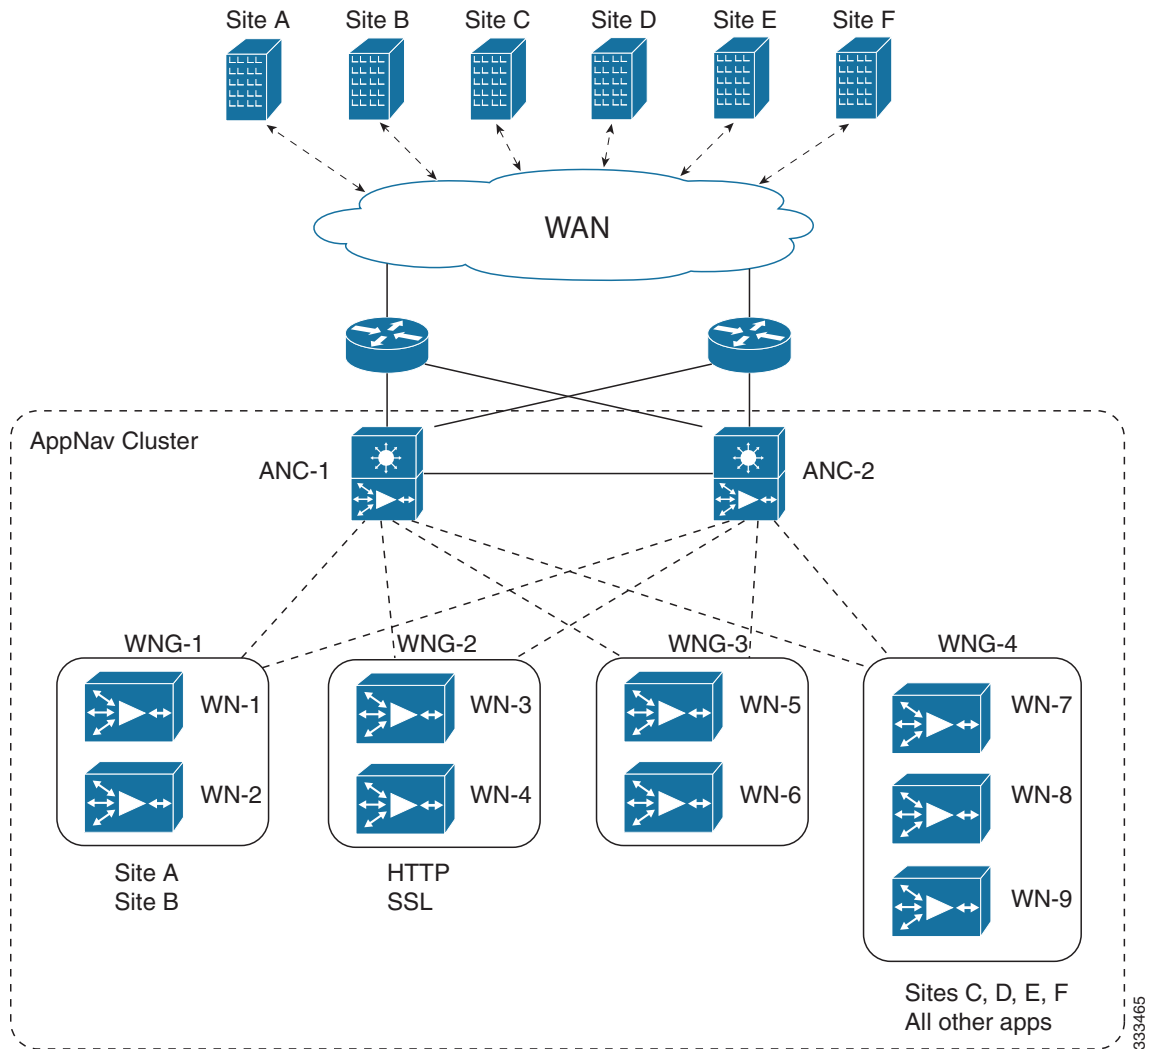 Site A
Site B
Site C
Site D
Site E
Site F
WAN
AppNav Cluster
ANC-1
ANC-2
WNG-1
WNG-2
WNG-3
WNG-4
WN-1
WN-3
WN-5
WN-7
WN-2
WN-4
WN-6
WN-8
WN-9
Site A
Site B
HTTP
SSL
Sites C, D, E, F
All other apps
333465